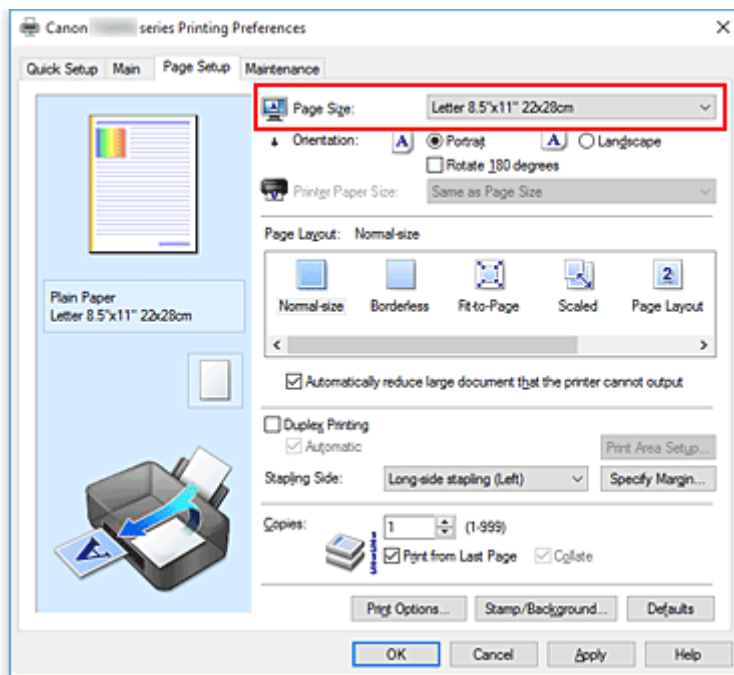 Canon series Printing Preferences
Quick Setup Main Page Setup Maintenance
Page Size: Letter 8.5"x11" 22x28cm
Orientation: A Portrait A Landscape
Rotate 180 degrees
Printer Paper Size: Same as Page Size
Page Layout: Normal-size
2
Normal-size Borderless Fit-to-Page Scaled Page Layout
Plain Paper
Letter 8.5"x11" 22x28cm
Automatically reduce large document that the printer cannot output
Duplex Printing
Automatic Print Area Setup...
Stapling Side: Long-side stapling (Left) Specify Margin...
Copies: 1 (1-999)
Print from Last Page Collate
A
Print Options... Stamp/Background... Defaults
OK Cancel Apply Help